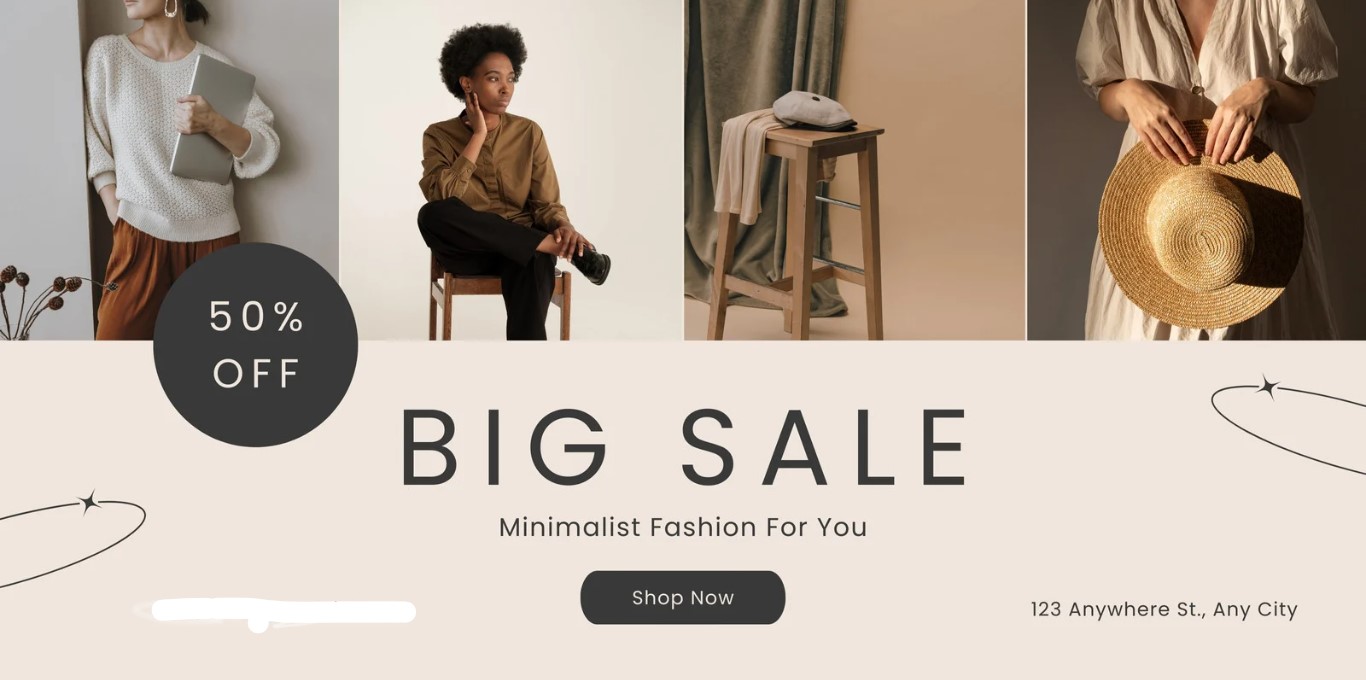 50%
OFF
BIG SALE
Minimalist Fashion For You
Shop Now
123 Anywhere St., Any City